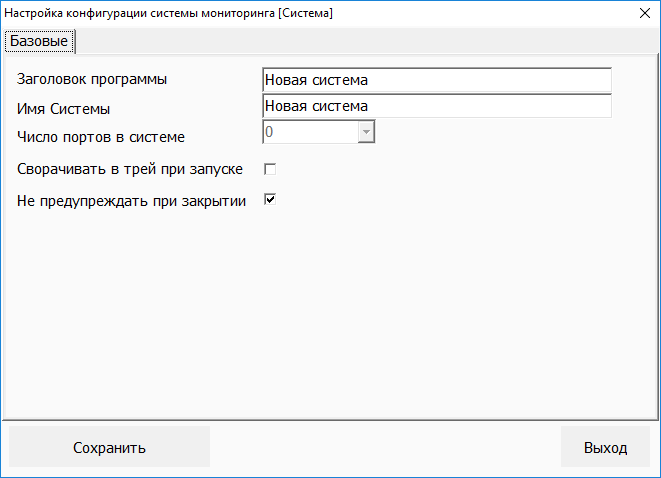 Настройка конфигурации системы мониторинга [Система]
Базовые
Заголовок программы Новая система
Имя Системы Новая система
Число портов в системе 0
Сворачивать в трей при запуске
Не предупреждать при закрытии
Сохранить Выход